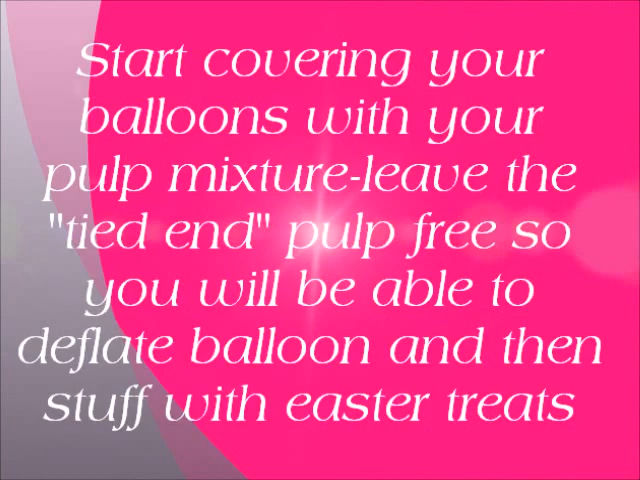 Start covering your
balloons with your
pulp mixture-leave the
"tied end" pulp free so
you will be able to
deflate balloon and then
stuff with easter treats